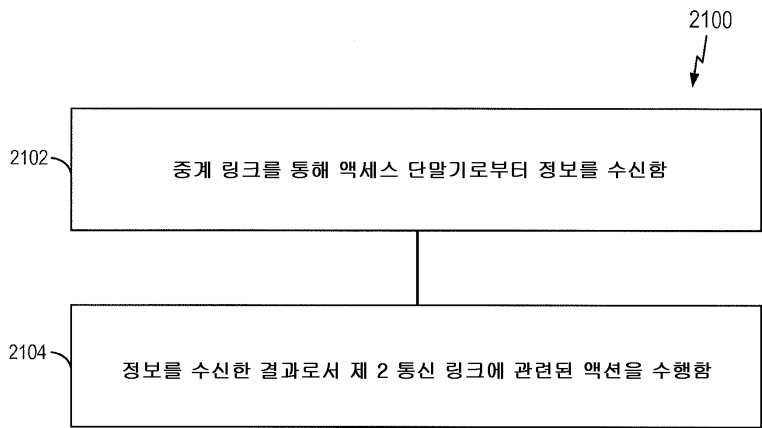 2100
2102
중계 링크를 통해 액세스 단말기로부터 정보를 수신함
2104
정보를 수신한 결과로서 제 2 통신 링크에 관련된 액션을 수행함